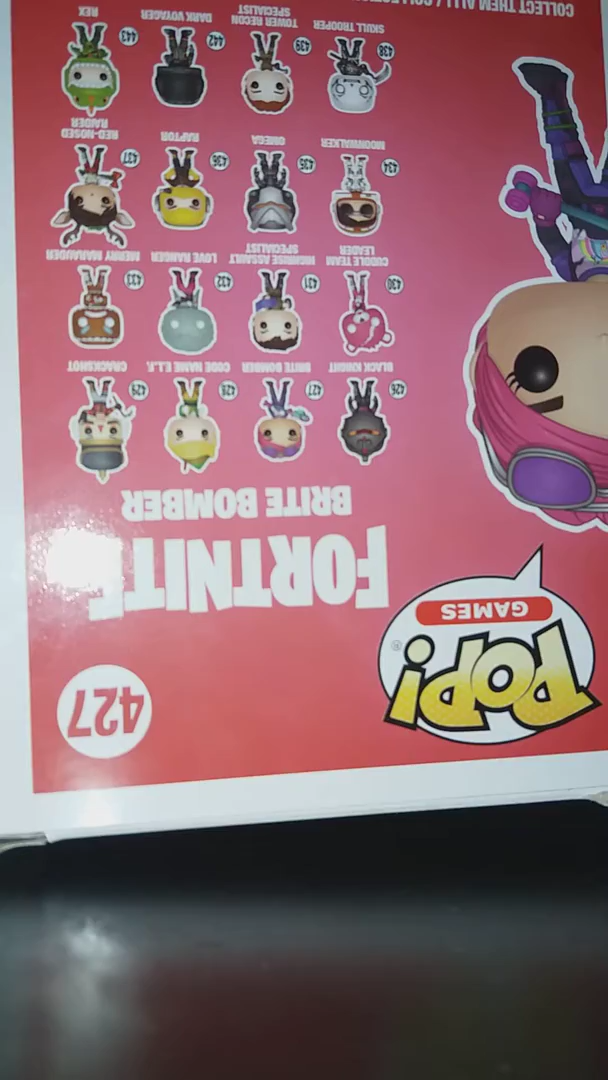 POP!
GAMES
®
427
FORTNITE
BRITE BOMBER
426 427 428 429
BLACK KNIGHT BRITE BOMBER CODE NAME E.L.F. CRACKSHOT
430 431 432 433
CUDDLE TEAM LEADER HIGHRISE ASSAULT SPECIALIST LOVE RANGER MERRY MARAUDER
434 435 436 437
MOONWALKER OMEGA RAPTOR RED-NOSED RAIDER
438 439 442 443
SKULL TROOPER TOWER RECON SPECIALIST DARK VOYAGER REX
COLLECT THEM ALL! /